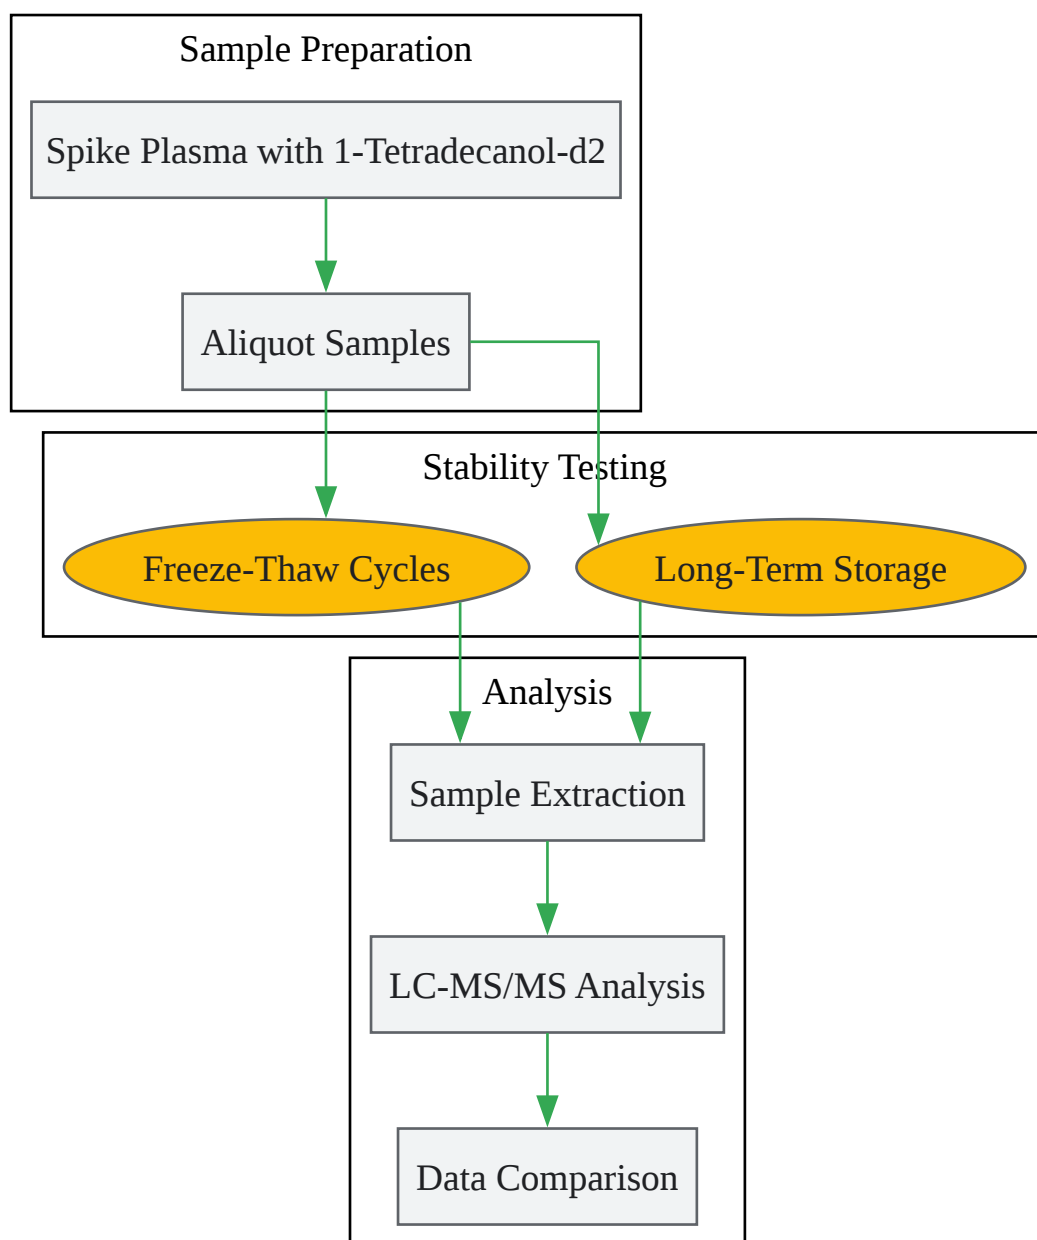 Sample Preparation
Spike Plasma with 1-Tetradecanol-d2
Aliquot Samples
Stability Testing
Freeze-Thaw Cycles
Long-Term Storage
Analysis
Sample Extraction
LC-MS/MS Analysis
Data Comparison